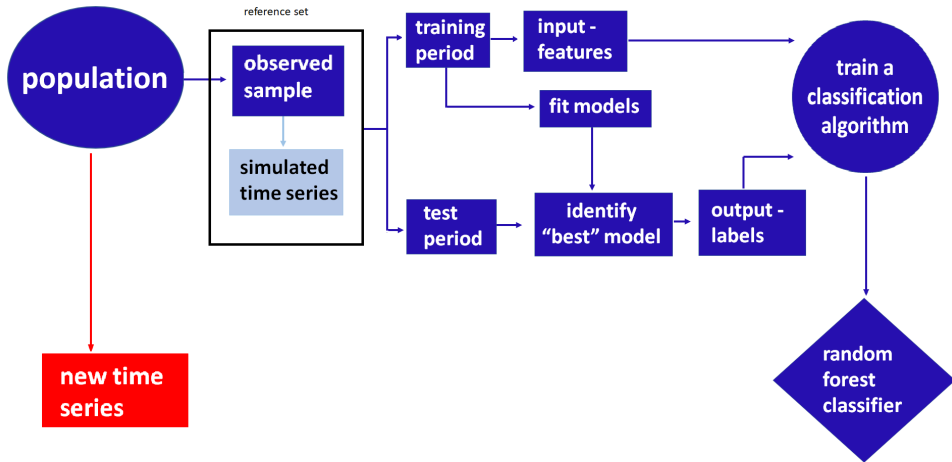 reference set
population
observed
sample
simulated
time series
training
period
input -
features
fit models
test
period
identify
“best” model
output -
labels
train a
classification
algorithm
new time
series
random
forest
classifier